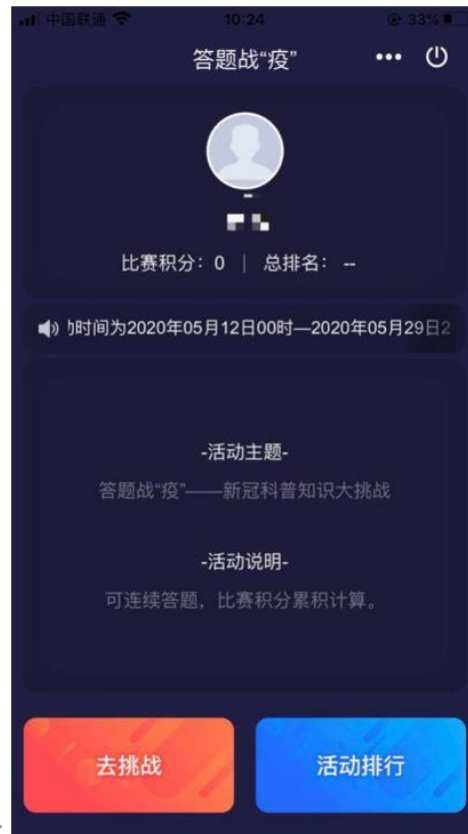 中国联通 10:24 33%
答题战“疫”
比赛积分：0 | 总排名： --
时间为2020年05月12日00时—2020年05月29日2
-活动主题-
答题战“疫”——新冠科普知识大挑战
-活动说明-
可连续答题，比赛积分累积计算。
去挑战 活动排行